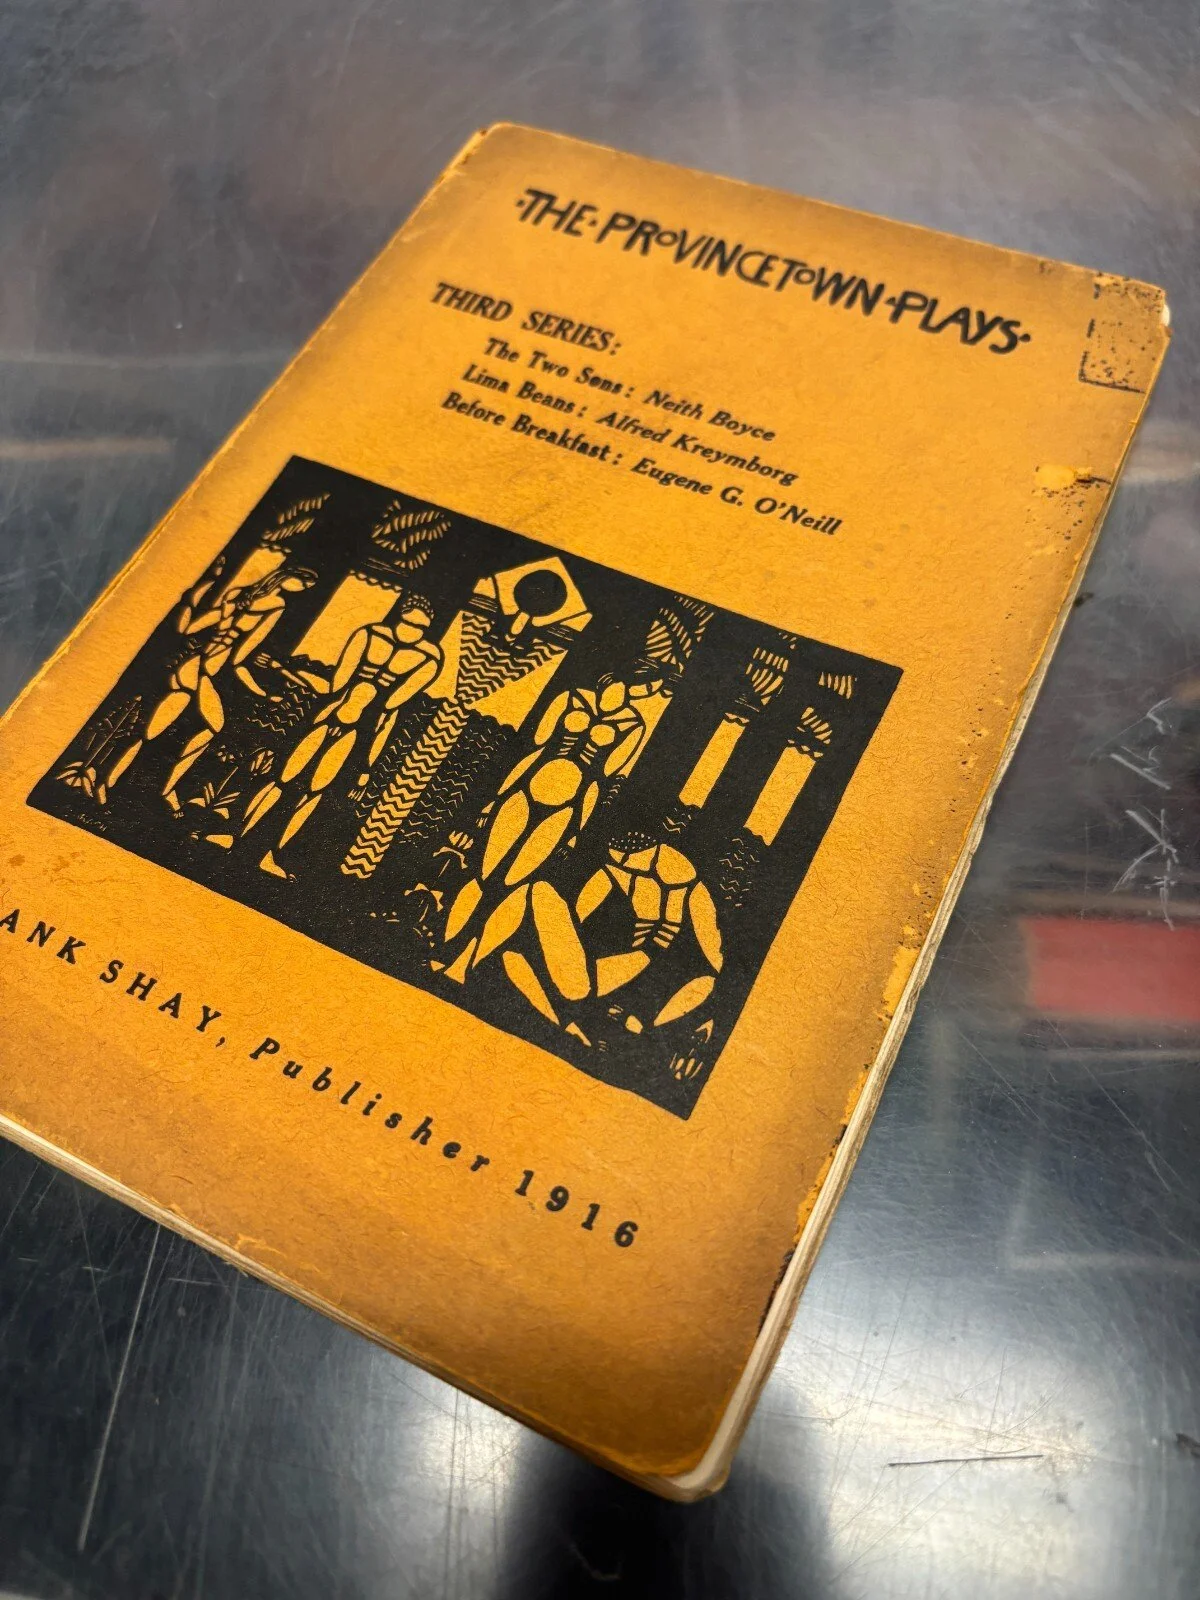 ·THE·PROVINCETOWN·PLAYS·
THIRD SERIES:
The Two Sons: Neith Boyce
Lima Beans: Alfred Kreymborg
Before Breakfast: Eugene G. O'Neill
ANK SHAY, Publisher 1916